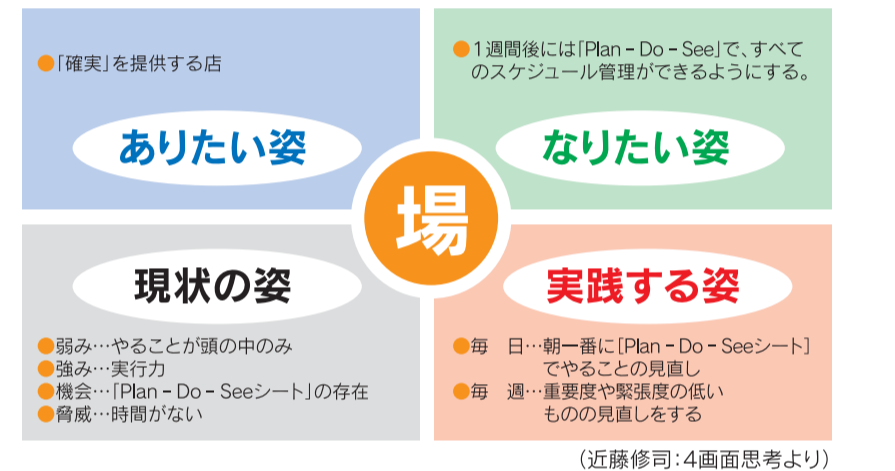 ●「確実」を提供する店
ありたい姿
●1週間後には「Plan－Do－See」で、すべて
のスケジュール管理ができるようにする。
なりたい姿
場
現状の姿
●弱み…やることが頭の中のみ
●強み…実行力
●機会…「Plan－Do－Seeシート」の存在
●脅威…時間がない
実践する姿
●毎　日…朝一番に［Plan－Do－Seeシート］
でやることの見直し
●毎　週…重要度や緊張度の低い
ものの見直しをする
（近藤修司：4画面思考より）